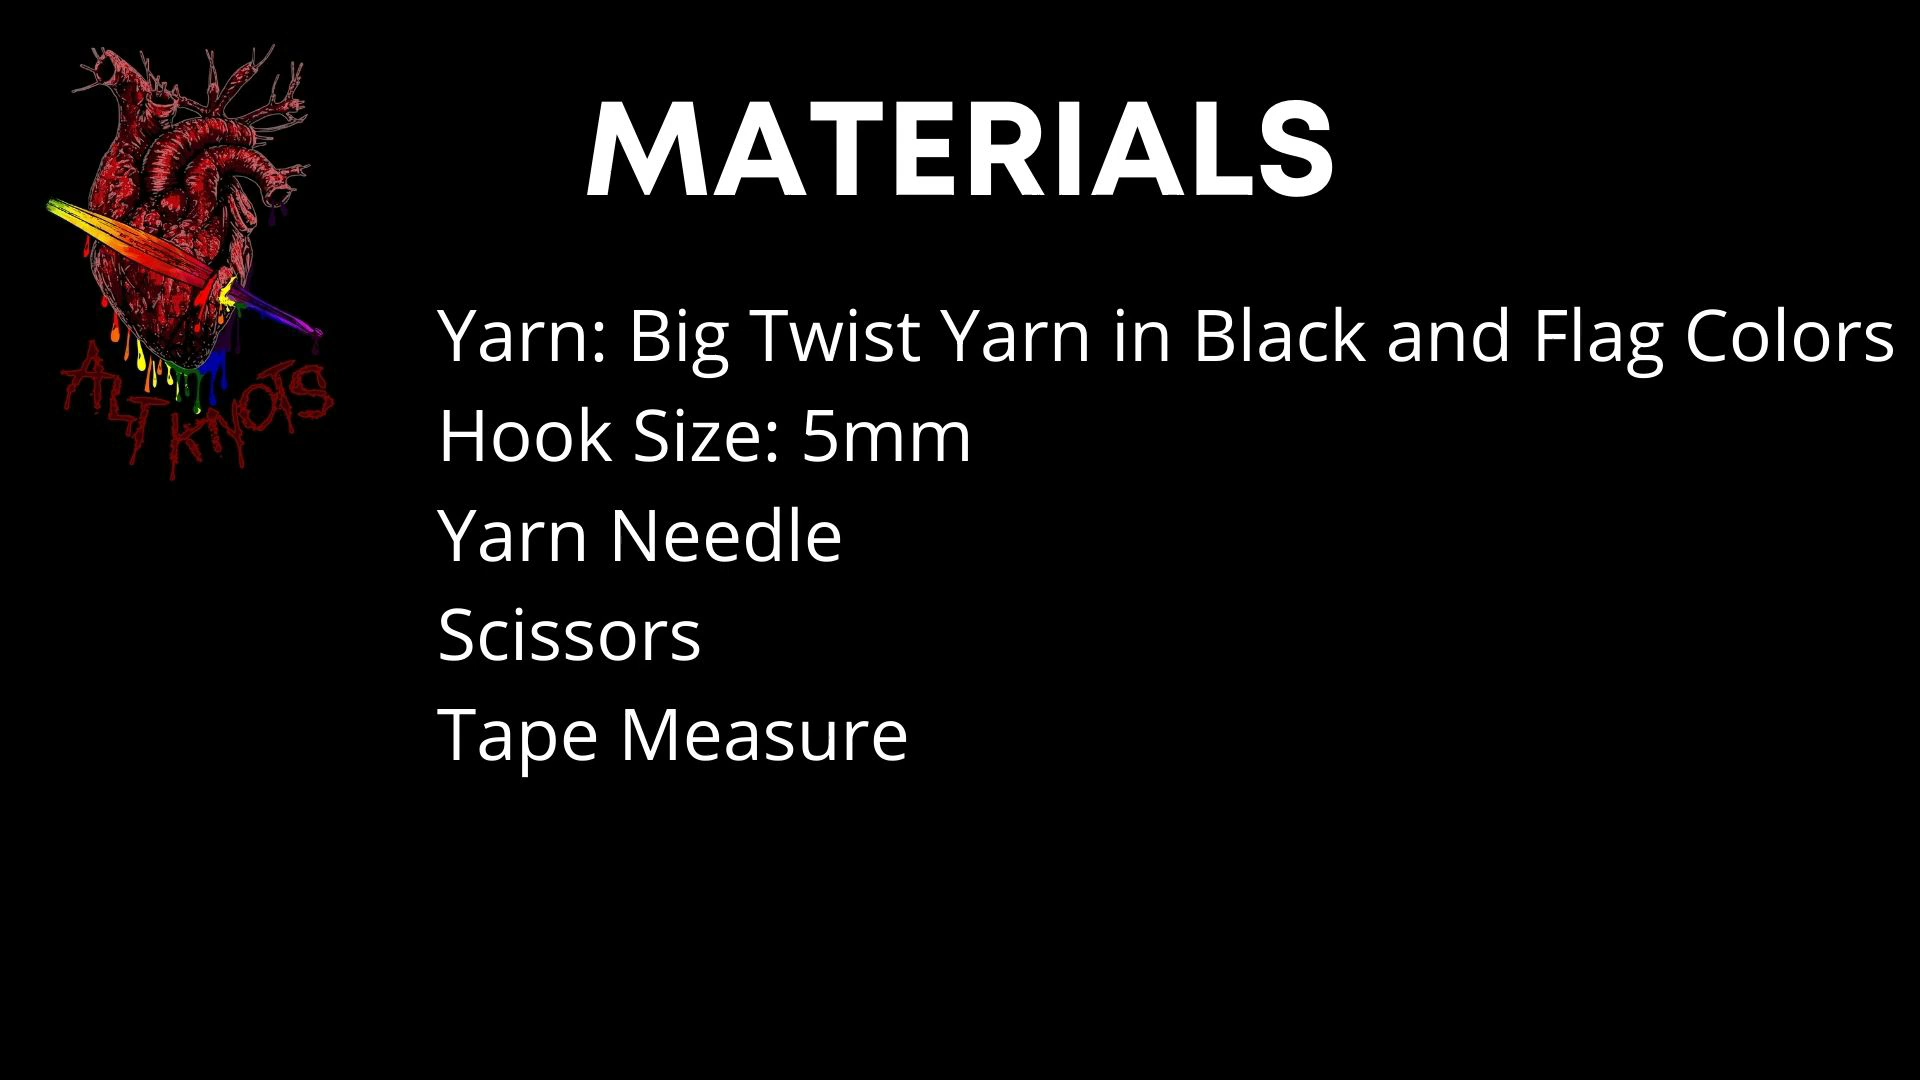 MATERIALS
ALT KNOTS
Yarn: Big Twist Yarn in Black and Flag Colors
Hook Size: 5mm
Yarn Needle
Scissors
Tape Measure